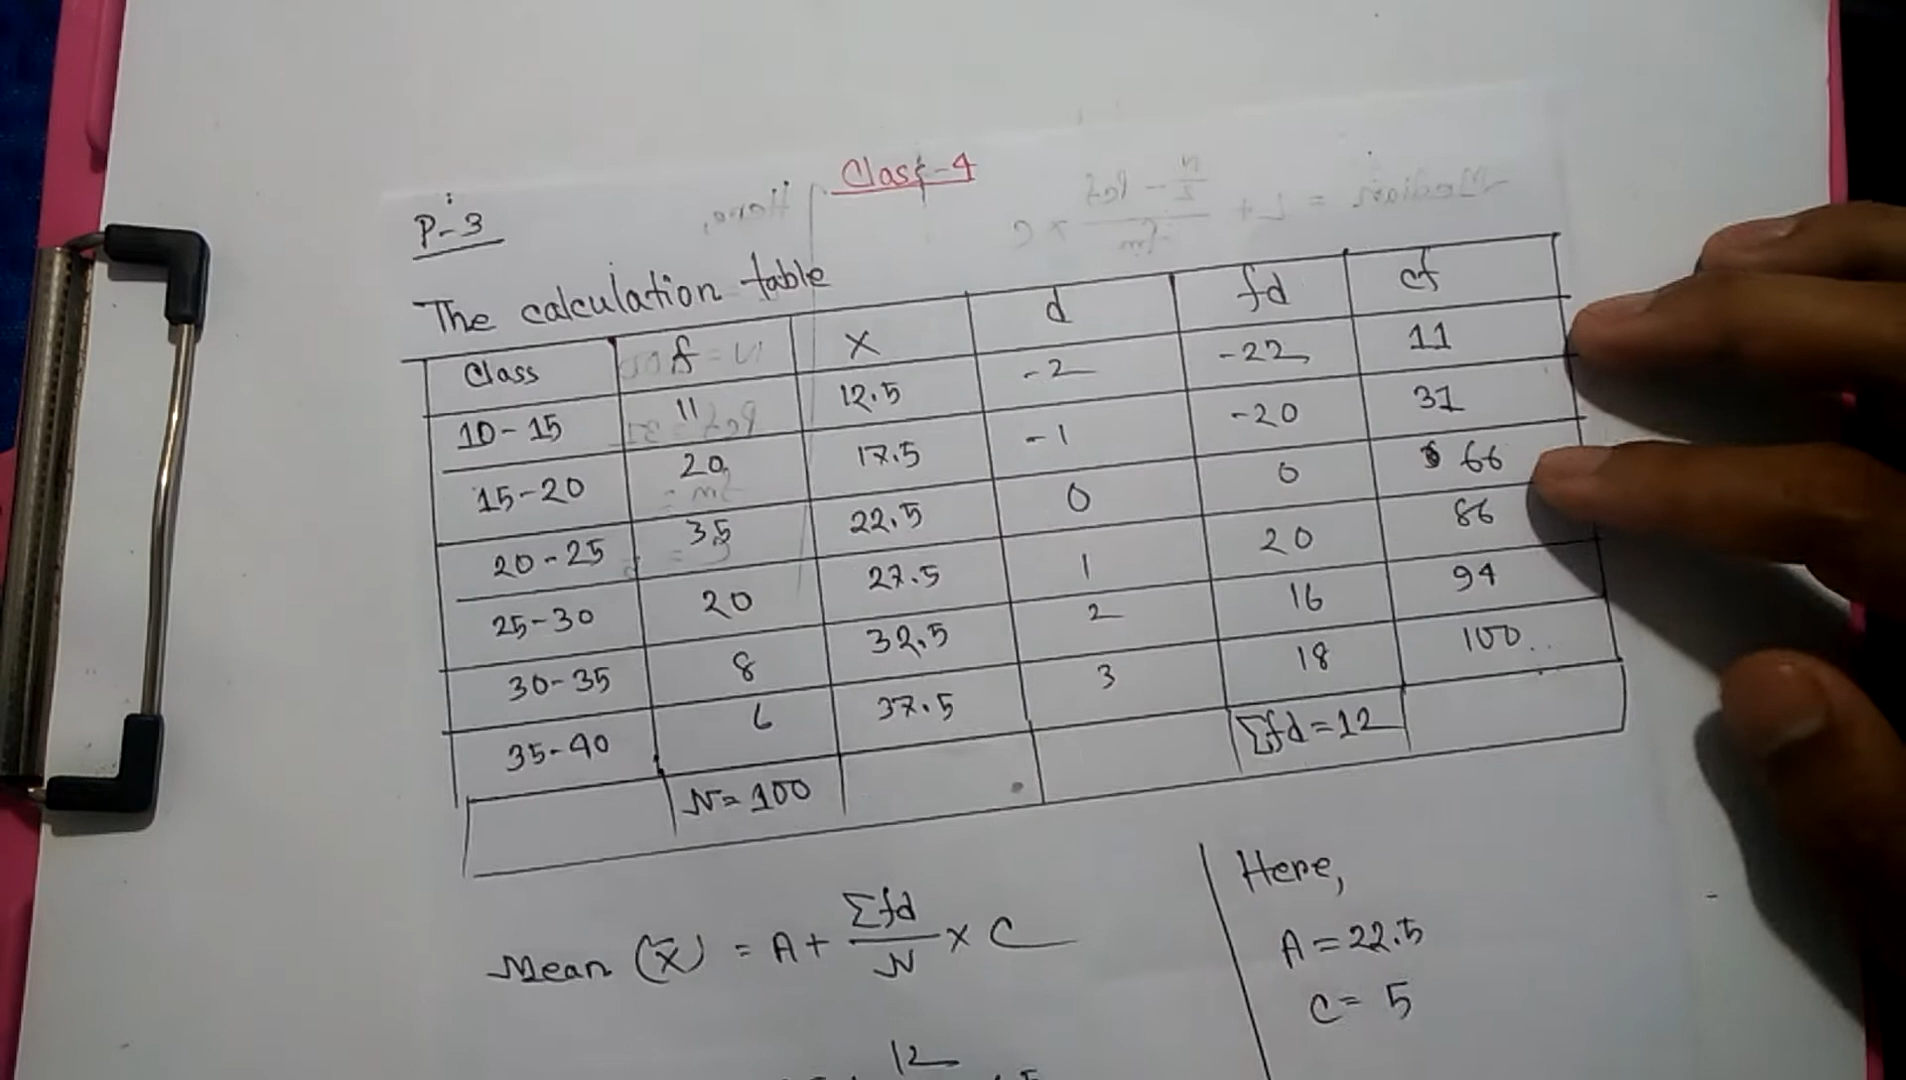 Class-4
P-3
The calculation table
Class f x d fd cf
10-15 11 12.5 -2 -22 11
15-20 20 17.5 -1 -20 31
20-25 35 22.5 0 0 66
25-30 20 27.5 1 20 86
30-35 8 32.5 2 16 94
35-40 6 37.5 3 18 100
N=100 Σfd=12
Mean (x̄) = A + Σfd/N × C
Here,
A=22.5
C= 5
12